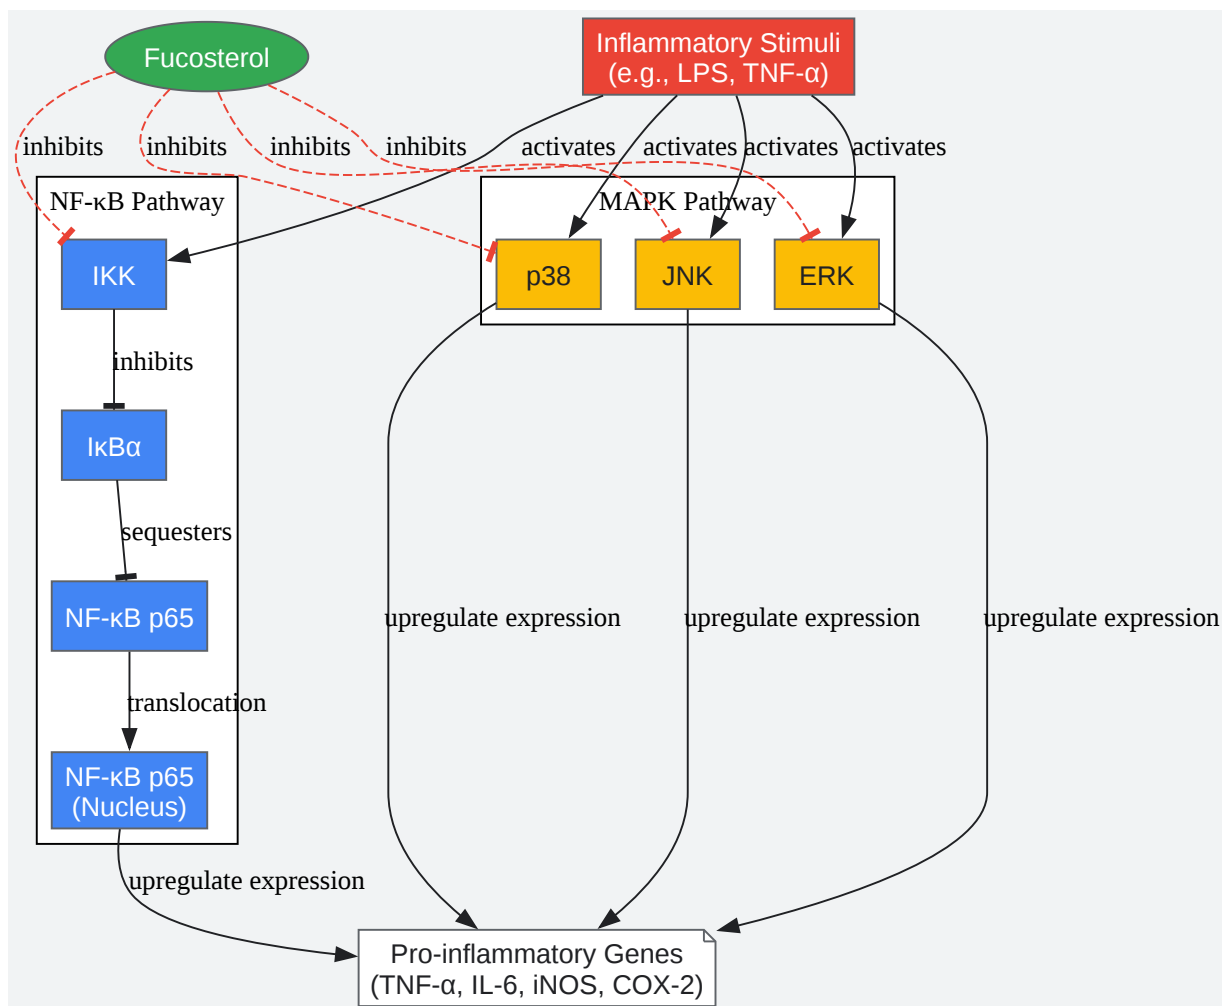 Fucosterol
Inflammatory Stimuli
(e.g., LPS, TNF-α)
inhibits
inhibits
inhibits
inhibits
activates
activates
activates
activates
NF-κB Pathway
MAPK Pathway
IKK
p38
JNK
ERK
inhibits
IκBα
sequesters
NF-κB p65
upregulate expression
upregulate expression
upregulate expression
translocation
NF-κB p65
(Nucleus)
upregulate expression
Pro-inflammatory Genes
(TNF-α, IL-6, iNOS, COX-2)